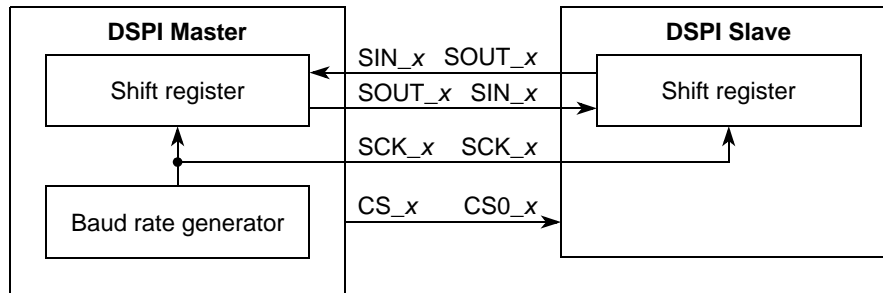 DSPI Master
DSPI Slave
SIN_x SOUT_x
Shift register
Shift register
SOUT_x SIN_x
SCK_x SCK_x
Baud rate generator
CS_x CS0_x